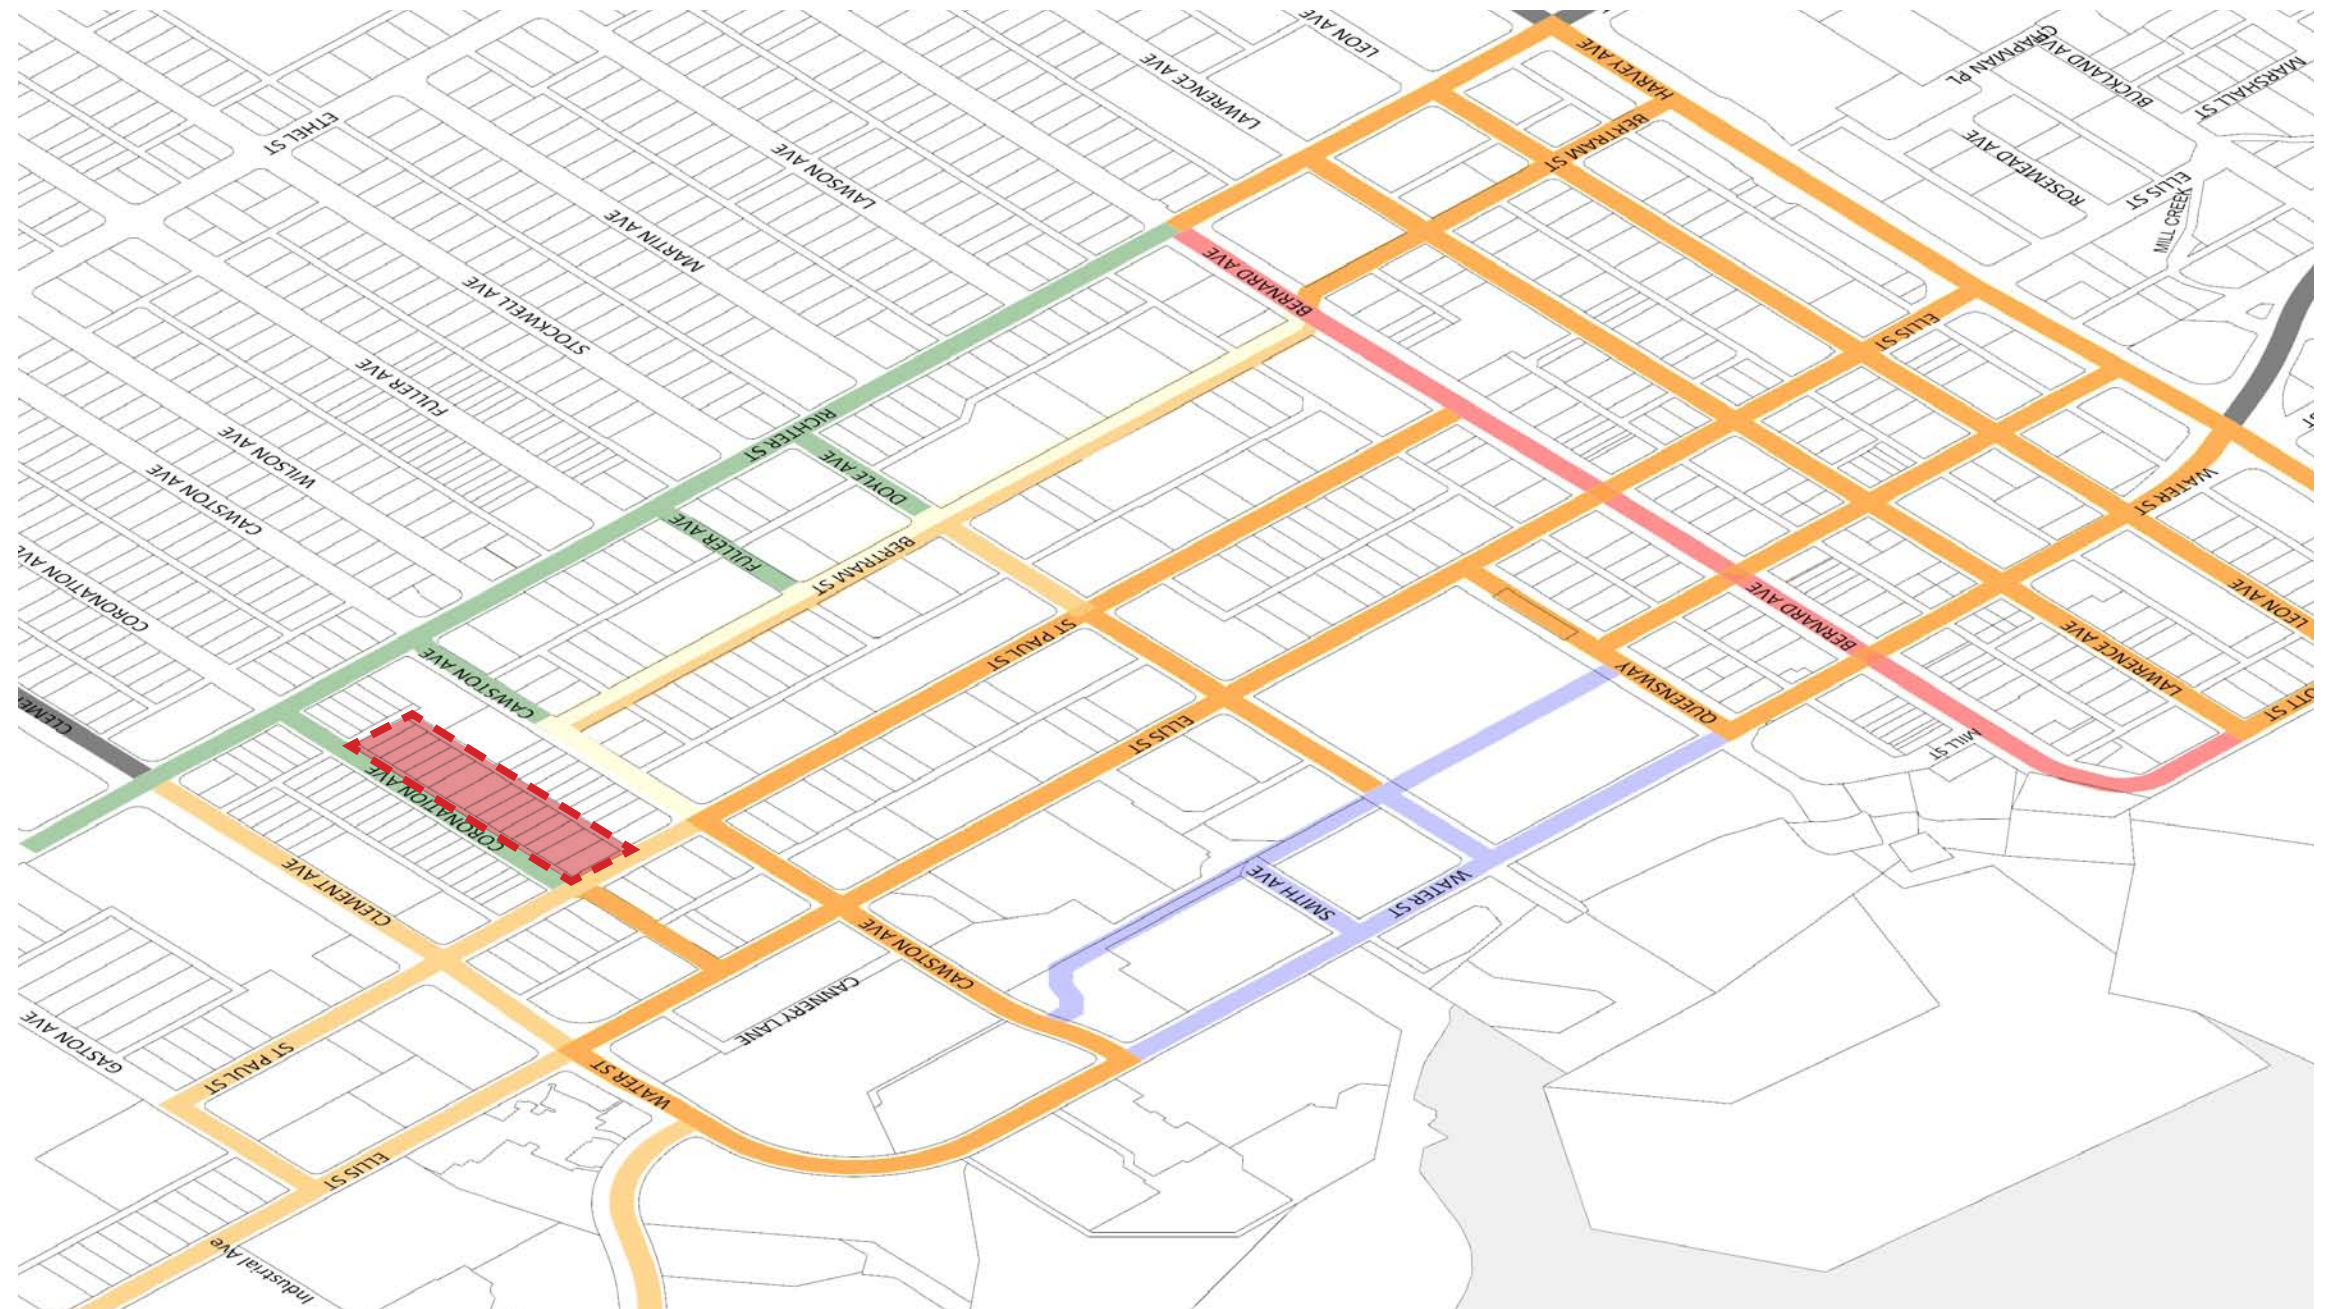 LEON AVE
HARVEY AVE
CHAPMAN PL
BUCKLAND AVE
MARSHALL ST
LAWRENCE AVE
BERTRAM ST
ETHEL ST
LAWSON AVE
ROSEMEAD AVE
ELLIS ST
MILL CREEK
MARTIN AVE
BERNARD AVE
STOCKWELL AVE
ELLIS ST
FULLER AVE
RICHTER ST
WILSON AVE
DOYLE AVE
CAWSTON AVE
WATER ST
FULLER AVE
BERTRAM ST
CORONATION AVE
BERNARD AVE
LEON AVE
ST PAUL ST
LAWRENCE AVE
CAWSTON AVE
QUEENSWAY
ELLIS ST
MILL ST
CORONATION AVE
CLEMENT AVE
SMITH AVE
WATER ST
CAWSTON AVE
CANNERY LANE
GASTON AVE
ST PAUL ST
WATER ST
ELLIS ST
Industrial Ave